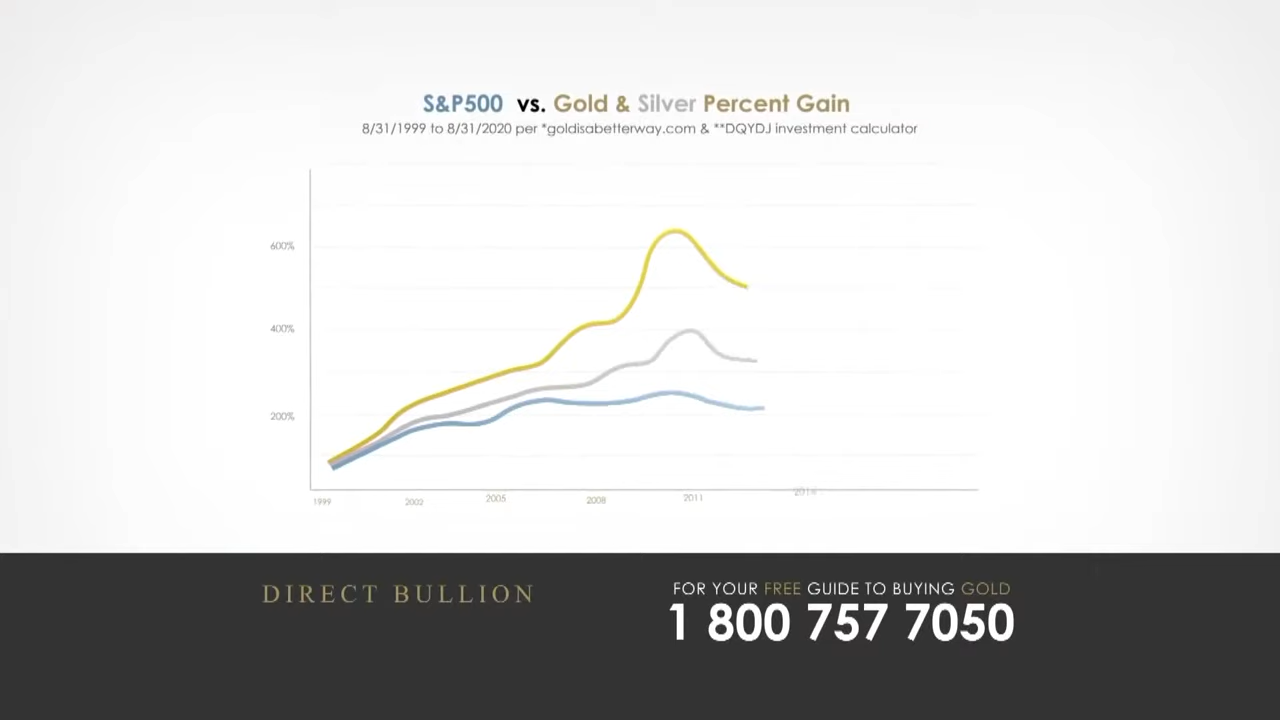 S&P500 vs. Gold & Silver Percent Gain
8/31/1999 to 8/31/2020 per *goldisabetterway.com & **DQYDJ investment calculator
600%
400%
200%
1999 2002 2005 2008 2011 2014
DIRECT BULLION
FOR YOUR FREE GUIDE TO BUYING GOLD
1 800 757 7050